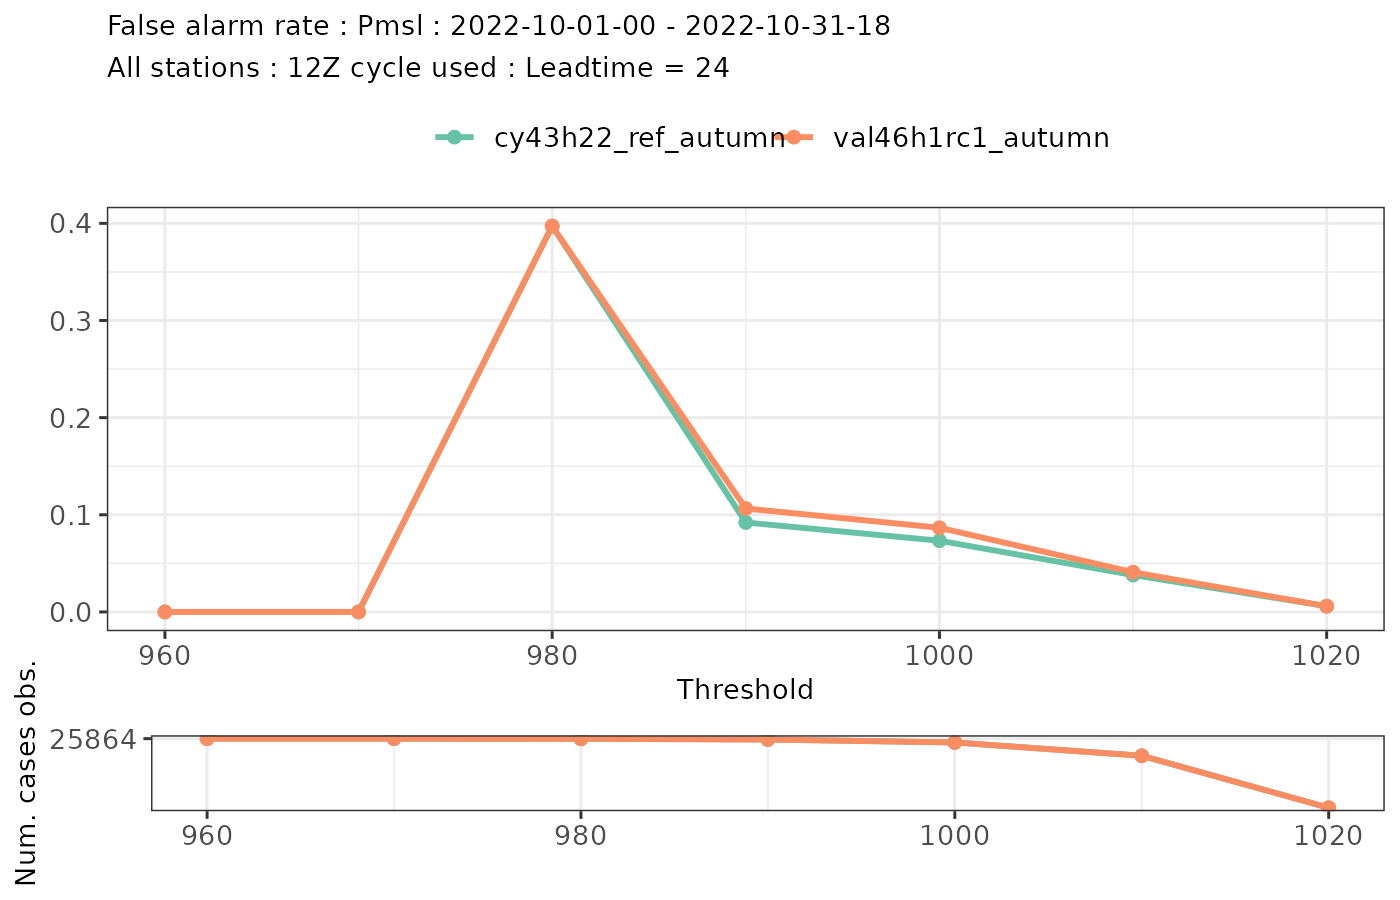 False alarm rate : Pmsl : 2022-10-01-00 - 2022-10-31-18
All stations : 12Z cycle used : Leadtime = 24
cy43h22_ref_autumn val46h1rc1_autumn
0.4
0.3
0.2
0.1
0.0
960 980 1000 1020
Threshold
Num. cases obs.
25864
960 980 1000 1020